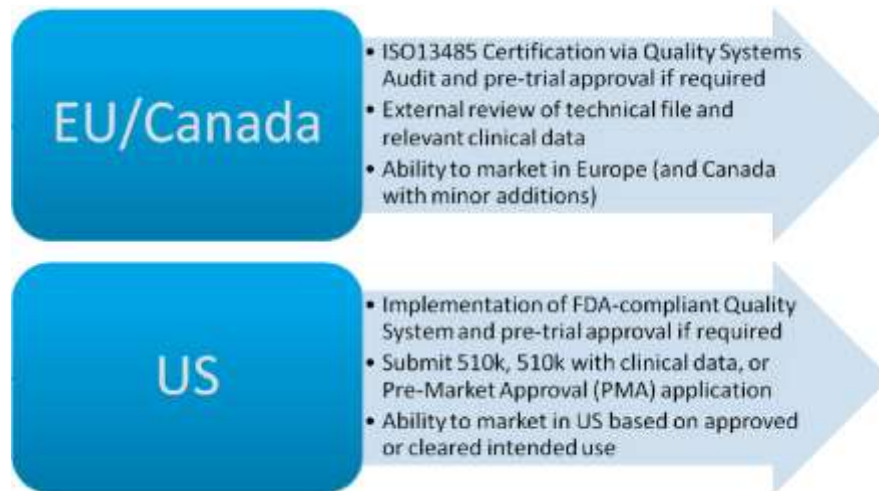 EU/Canada
• ISO13485 Certification via Quality Systems
Audit and pre-trial approval if required
• External review of technical file and
relevant clinical data
• Ability to market in Europe (and Canada
with minor additions)
US
• Implementation of FDA-compliant Quality
System and pre-trial approval if required
• Submit 510k, 510k with clinical data, or
Pre-Market Approval (PMA) application
• Ability to market in US based on approved
or cleared intended use